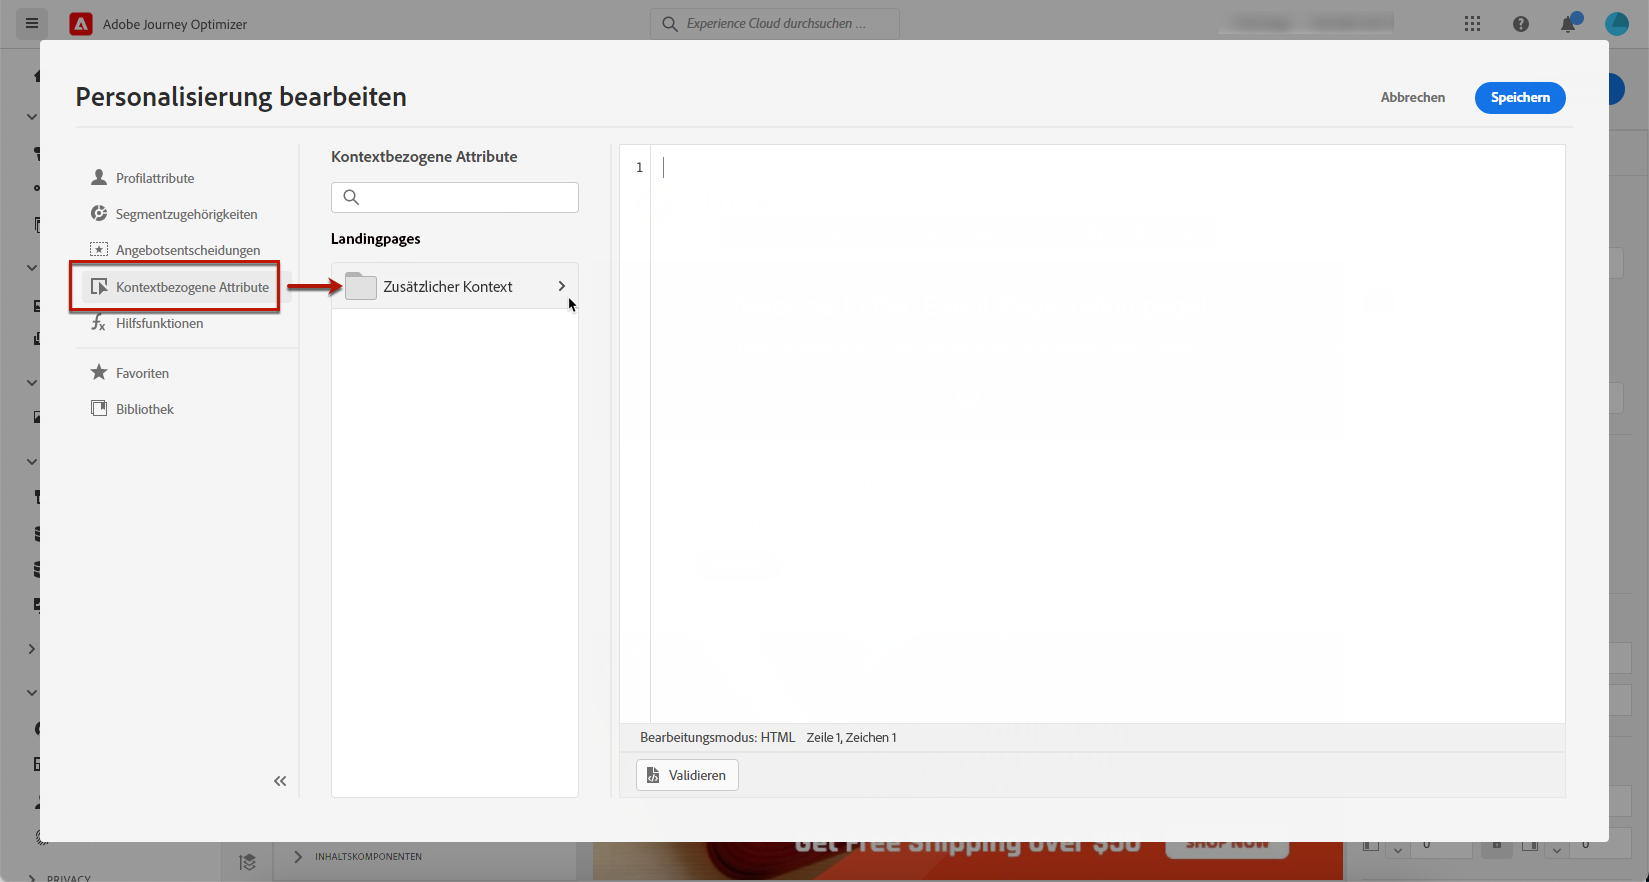 Adobe Journey Optimizer
Experience Cloud durchsuchen ...
Personalisierung bearbeiten
Abbrechen
Speichern
Profilattribute
Segmentzugehörigkeiten
Angebotsentscheidungen
Kontextbezogene Attribute
Hilfsfunktionen
Favoriten
Bibliothek
Kontextbezogene Attribute
Landingpages
Zusätzlicher Kontext
1
Bearbeitungsmodus: HTML Zeile 1, Zeichen 1
Validieren
INHALTSKOMPONENTEN
PRIVACY
Get Free Shipping over $50
SHOP NOW
0
0